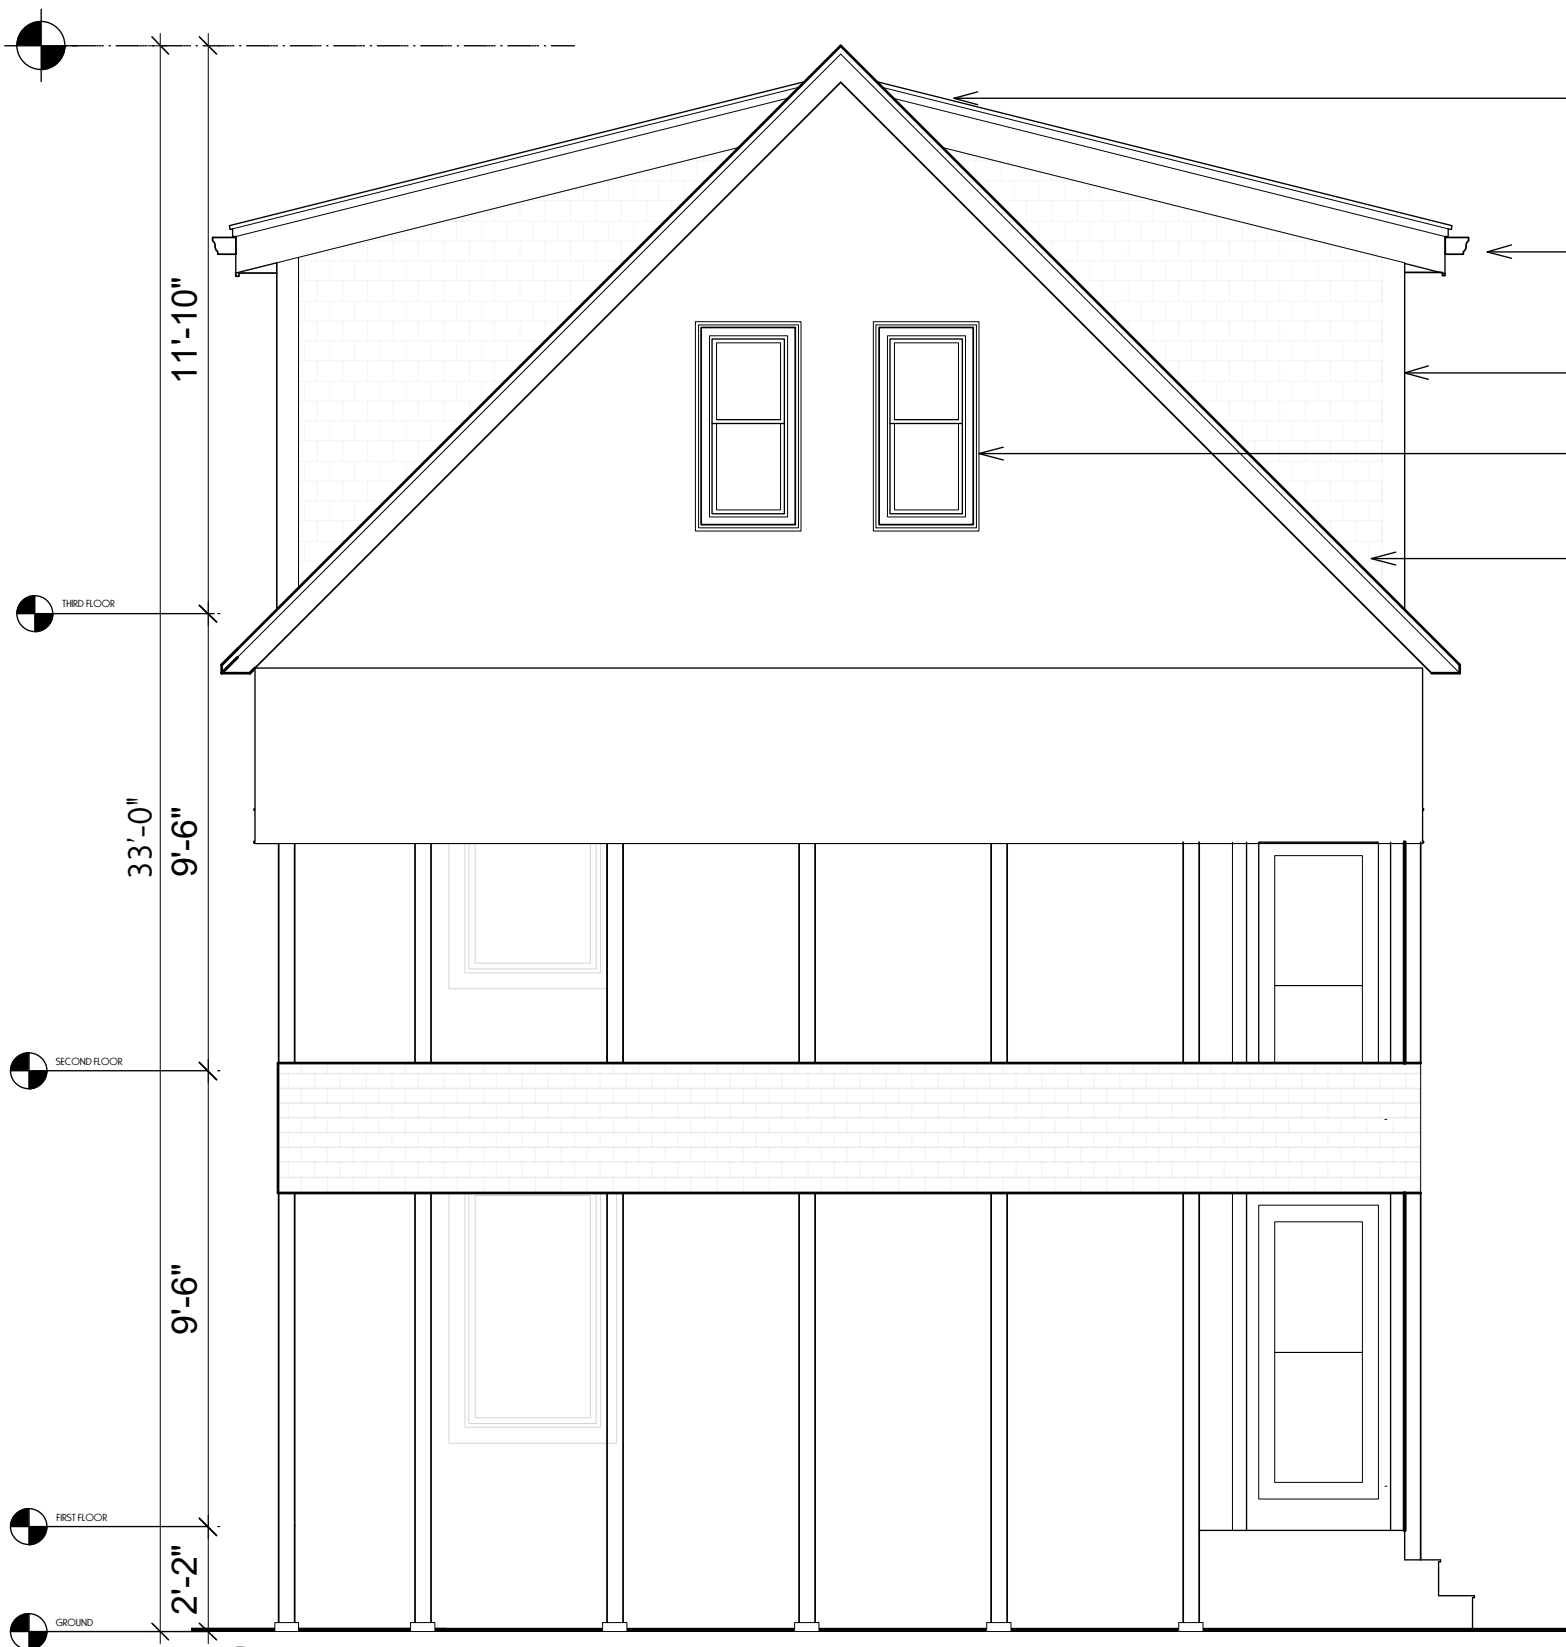 11'-10"
THIRD FLOOR
33'-0"
9'-6"
SECOND FLOOR
9'-6"
FIRST FLOOR
2'-2"
GROUND